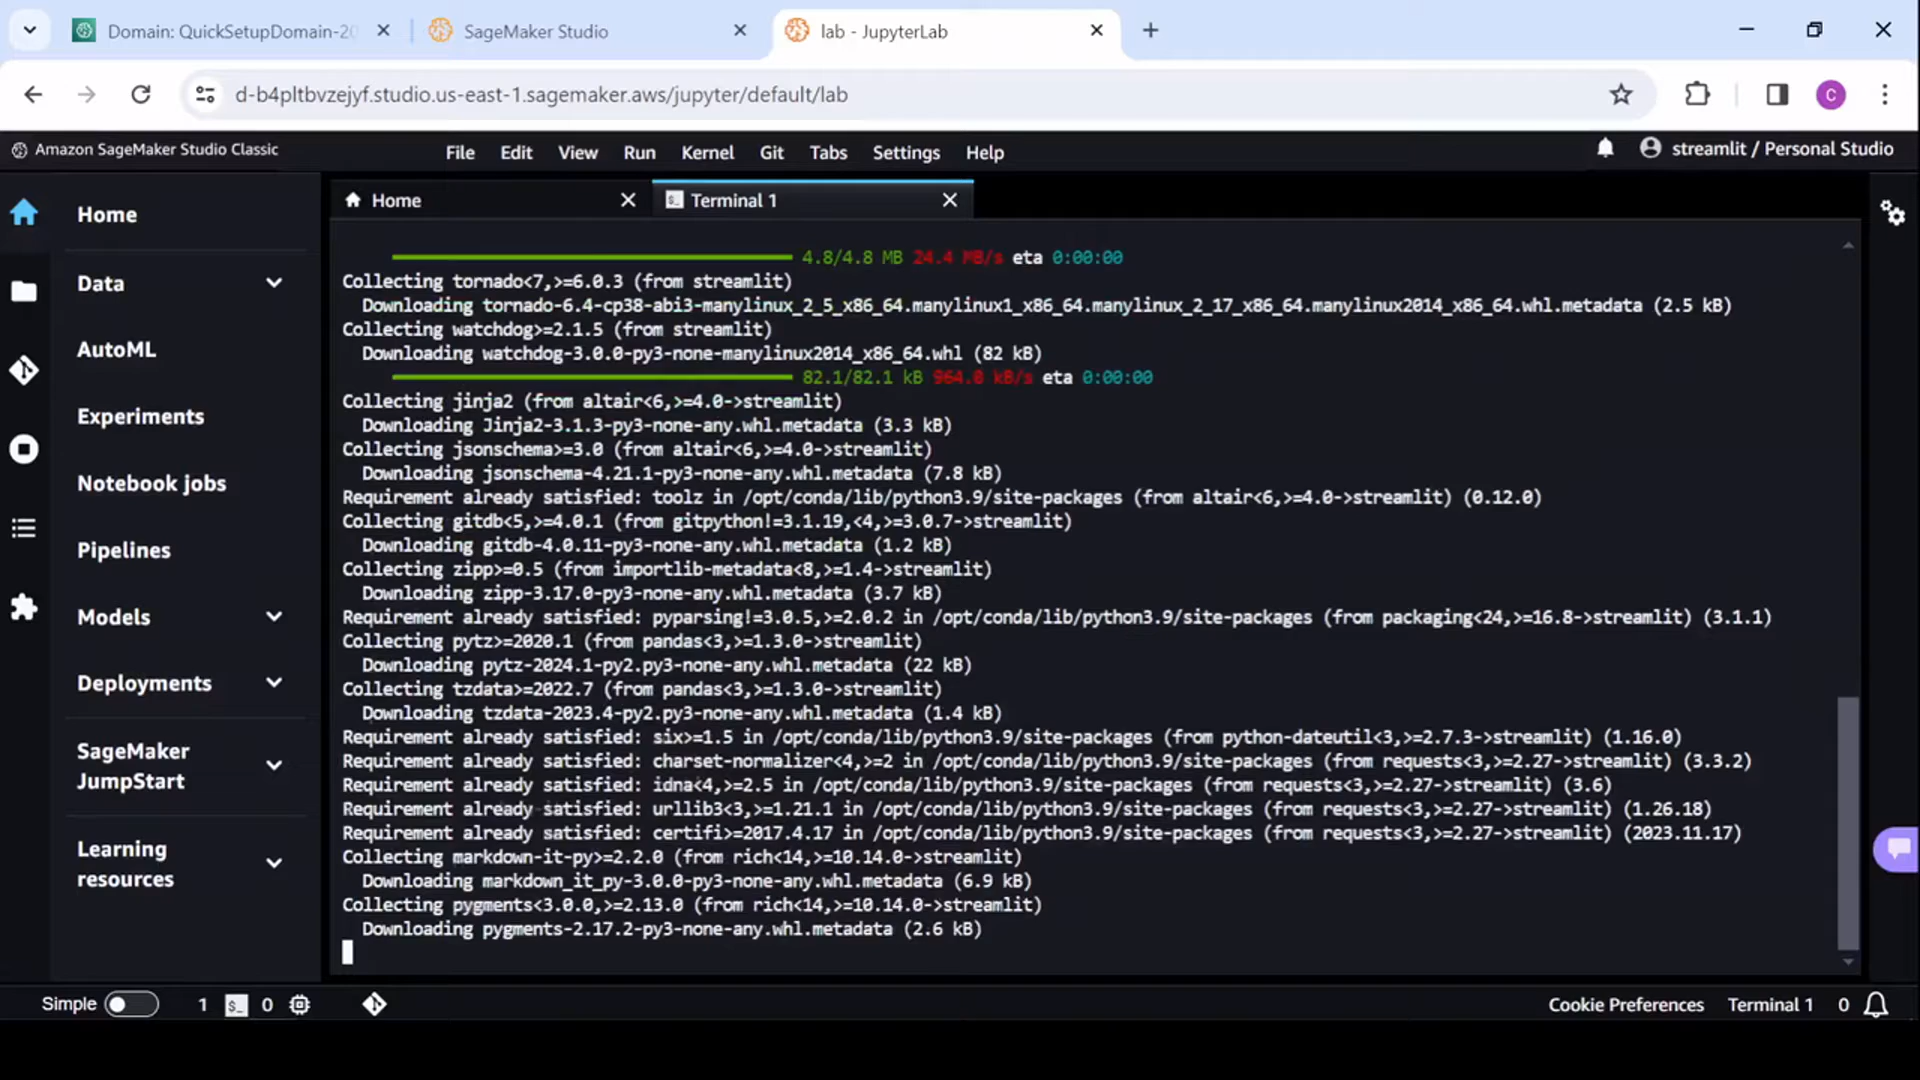 Domain: QuickSetupDomain-20
SageMaker Studio
lab - JupyterLab
d-b4pltbvzejyf.studio.us-east-1.sagemaker.aws/jupyter/default/lab
C
Amazon SageMaker Studio Classic
File Edit View Run Kernel Git Tabs Settings Help
streamlit / Personal Studio
Home
Data
AutoML
Experiments
Notebook jobs
Pipelines
Models
Deployments
SageMaker
JumpStart
Learning
resources
Home
Terminal 1
4.8/4.8 MB 24.4 MB/s eta 0:00:00
Collecting tornado<7,>=6.0.3 (from streamlit)
Downloading tornado-6.4-cp38-abi3-manylinux_2_5_x86_64.manylinux1_x86_64.manylinux_2_17_x86_64.manylinux2014_x86_64.whl.metadata (2.5 kB)
Collecting watchdog>=2.1.5 (from streamlit)
Downloading watchdog-3.0.0-py3-none-manylinux2014_x86_64.whl (82 kB)
82.1/82.1 kB 964.0 kB/s eta 0:00:00
Collecting jinja2 (from altair<6,>=4.0->streamlit)
Downloading Jinja2-3.1.3-py3-none-any.whl.metadata (3.3 kB)
Collecting jsonschema>=3.0 (from altair<6,>=4.0->streamlit)
Downloading jsonschema-4.21.1-py3-none-any.whl.metadata (7.8 kB)
Requirement already satisfied: toolz in /opt/conda/lib/python3.9/site-packages (from altair<6,>=4.0->streamlit) (0.12.0)
Collecting gitdb<5,>=4.0.1 (from gitpython!=3.1.19,<4,>=3.0.7->streamlit)
Downloading gitdb-4.0.11-py3-none-any.whl.metadata (1.2 kB)
Collecting zipp>=0.5 (from importlib-metadata<8,>=1.4->streamlit)
Downloading zipp-3.17.0-py3-none-any.whl.metadata (3.7 kB)
Requirement already satisfied: pyparsing!=3.0.5,>=2.0.2 in /opt/conda/lib/python3.9/site-packages (from packaging<24,>=16.8->streamlit) (3.1.1)
Collecting pytz>=2020.1 (from pandas<3,>=1.3.0->streamlit)
Downloading pytz-2024.1-py2.py3-none-any.whl.metadata (22 kB)
Collecting tzdata>=2022.7 (from pandas<3,>=1.3.0->streamlit)
Downloading tzdata-2023.4-py2.py3-none-any.whl.metadata (1.4 kB)
Requirement already satisfied: six>=1.5 in /opt/conda/lib/python3.9/site-packages (from python-dateutil<3,>=2.7.3->streamlit) (1.16.0)
Requirement already satisfied: charset-normalizer<4,>=2 in /opt/conda/lib/python3.9/site-packages (from requests<3,>=2.27->streamlit) (3.3.2)
Requirement already satisfied: idna<4,>=2.5 in /opt/conda/lib/python3.9/site-packages (from requests<3,>=2.27->streamlit) (3.6)
Requirement already satisfied: urllib3<3,>=1.21.1 in /opt/conda/lib/python3.9/site-packages (from requests<3,>=2.27->streamlit) (1.26.18)
Requirement already satisfied: certifi>=2017.4.17 in /opt/conda/lib/python3.9/site-packages (from requests<3,>=2.27->streamlit) (2023.11.17)
Collecting markdown-it-py>=2.2.0 (from rich<14,>=10.14.0->streamlit)
Downloading markdown_it_py-3.0.0-py3-none-any.whl.metadata (6.9 kB)
Collecting pygments<3.0.0,>=2.13.0 (from rich<14,>=10.14.0->streamlit)
Downloading pygments-2.17.2-py3-none-any.whl.metadata (2.6 kB)
Simple 1 $_ 0
Cookie Preferences Terminal 1 0